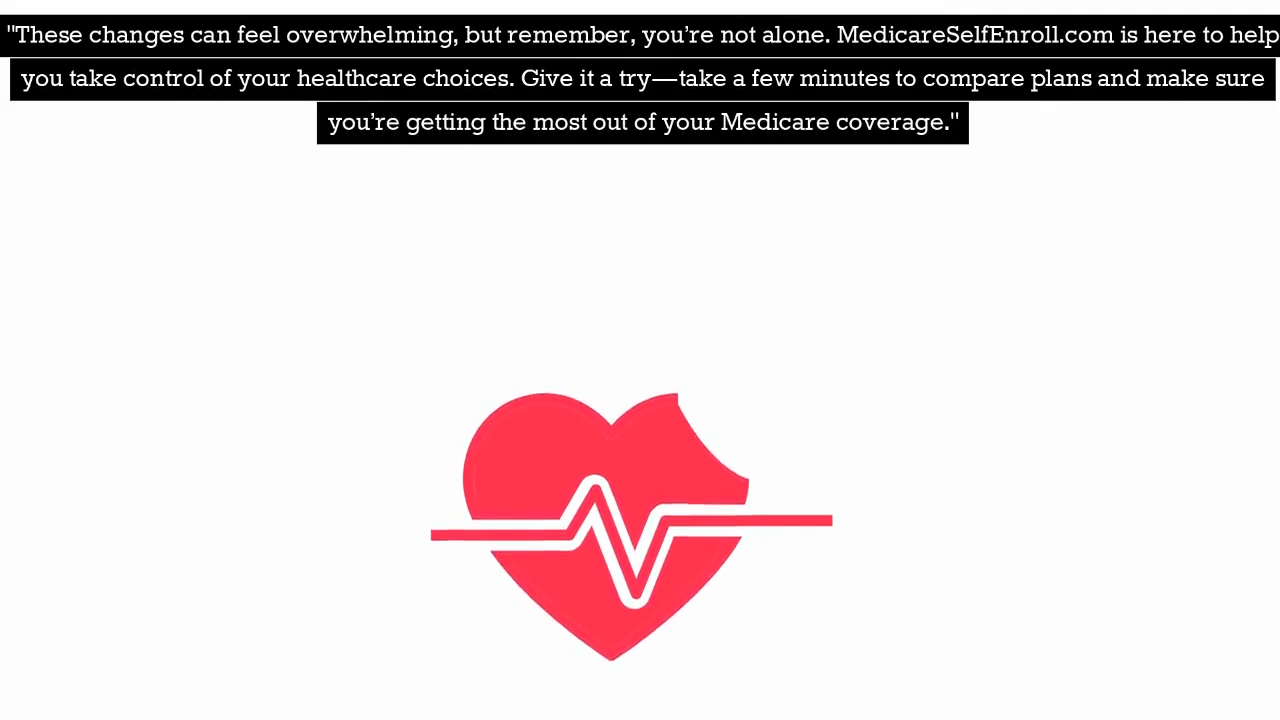 "These changes can feel overwhelming, but remember, you’re not alone. MedicareSelfEnroll.com is here to help
you take control of your healthcare choices. Give it a try—take a few minutes to compare plans and make sure
you’re getting the most out of your Medicare coverage."